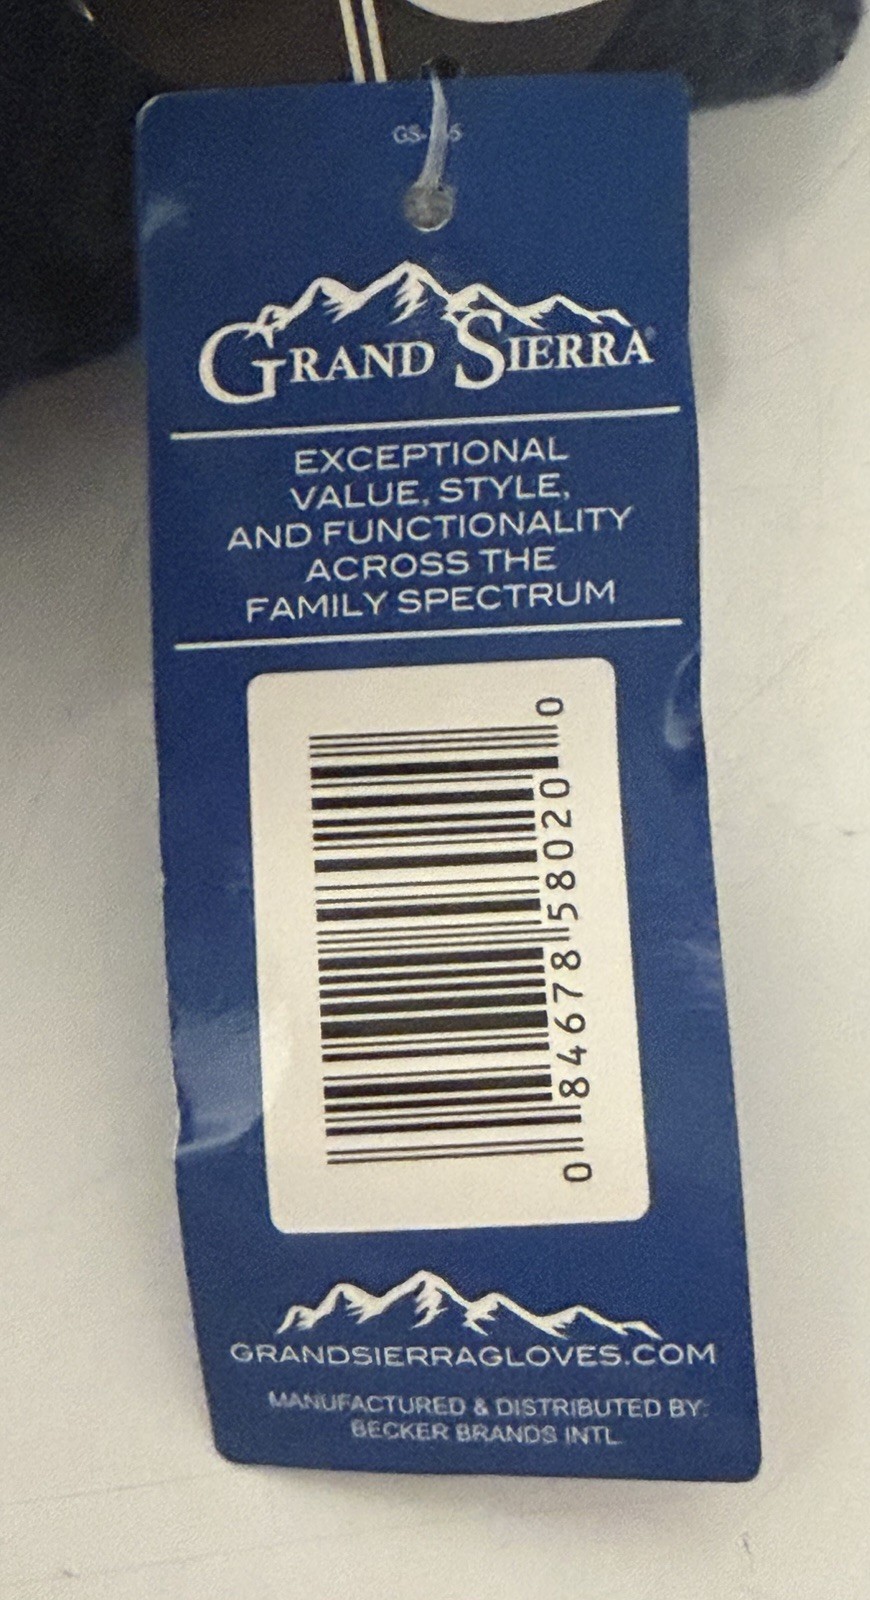 GRAND SIERRA
EXCEPTIONAL
VALUE, STYLE,
AND FUNCTIONALITY
ACROSS THE
FAMILY SPECTRUM
0 84678 58020 0
GRANDSIERRAGLOVES.COM
MANUFACTURED & DISTRIBUTED BY:
BECKER BRANDS INTL